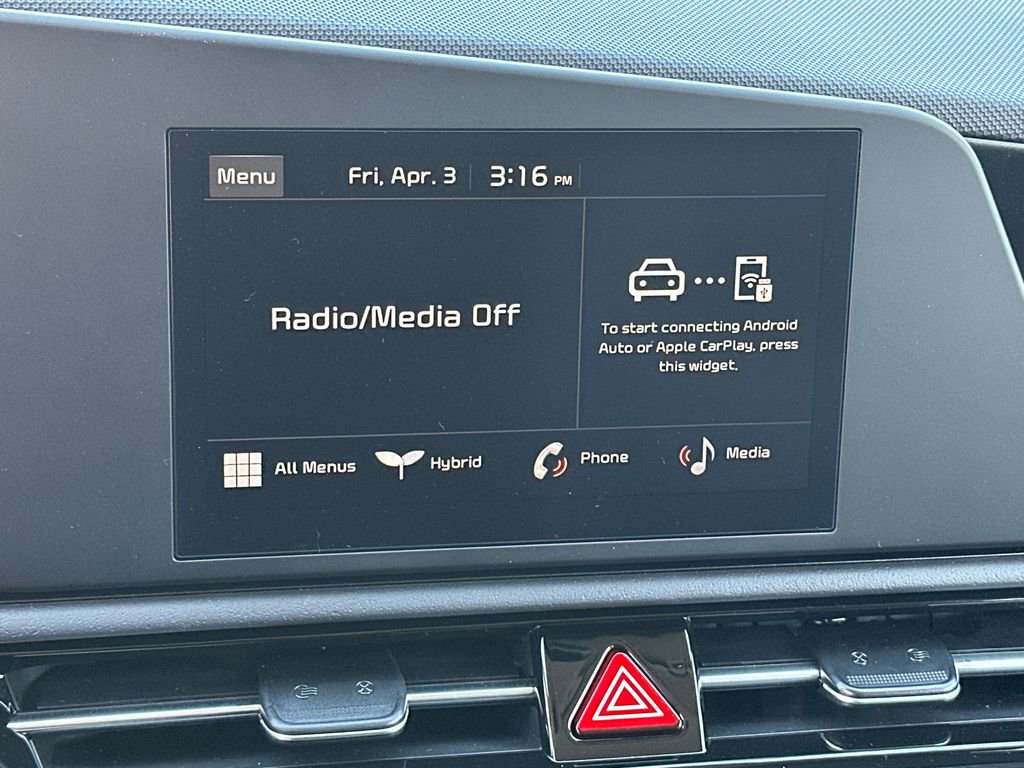 Menu Fri, Apr. 3 3:16 PM
Radio/Media Off
To start connecting Android
Auto or Apple CarPlay, press
this widget.
All Menus Hybrid Phone Media